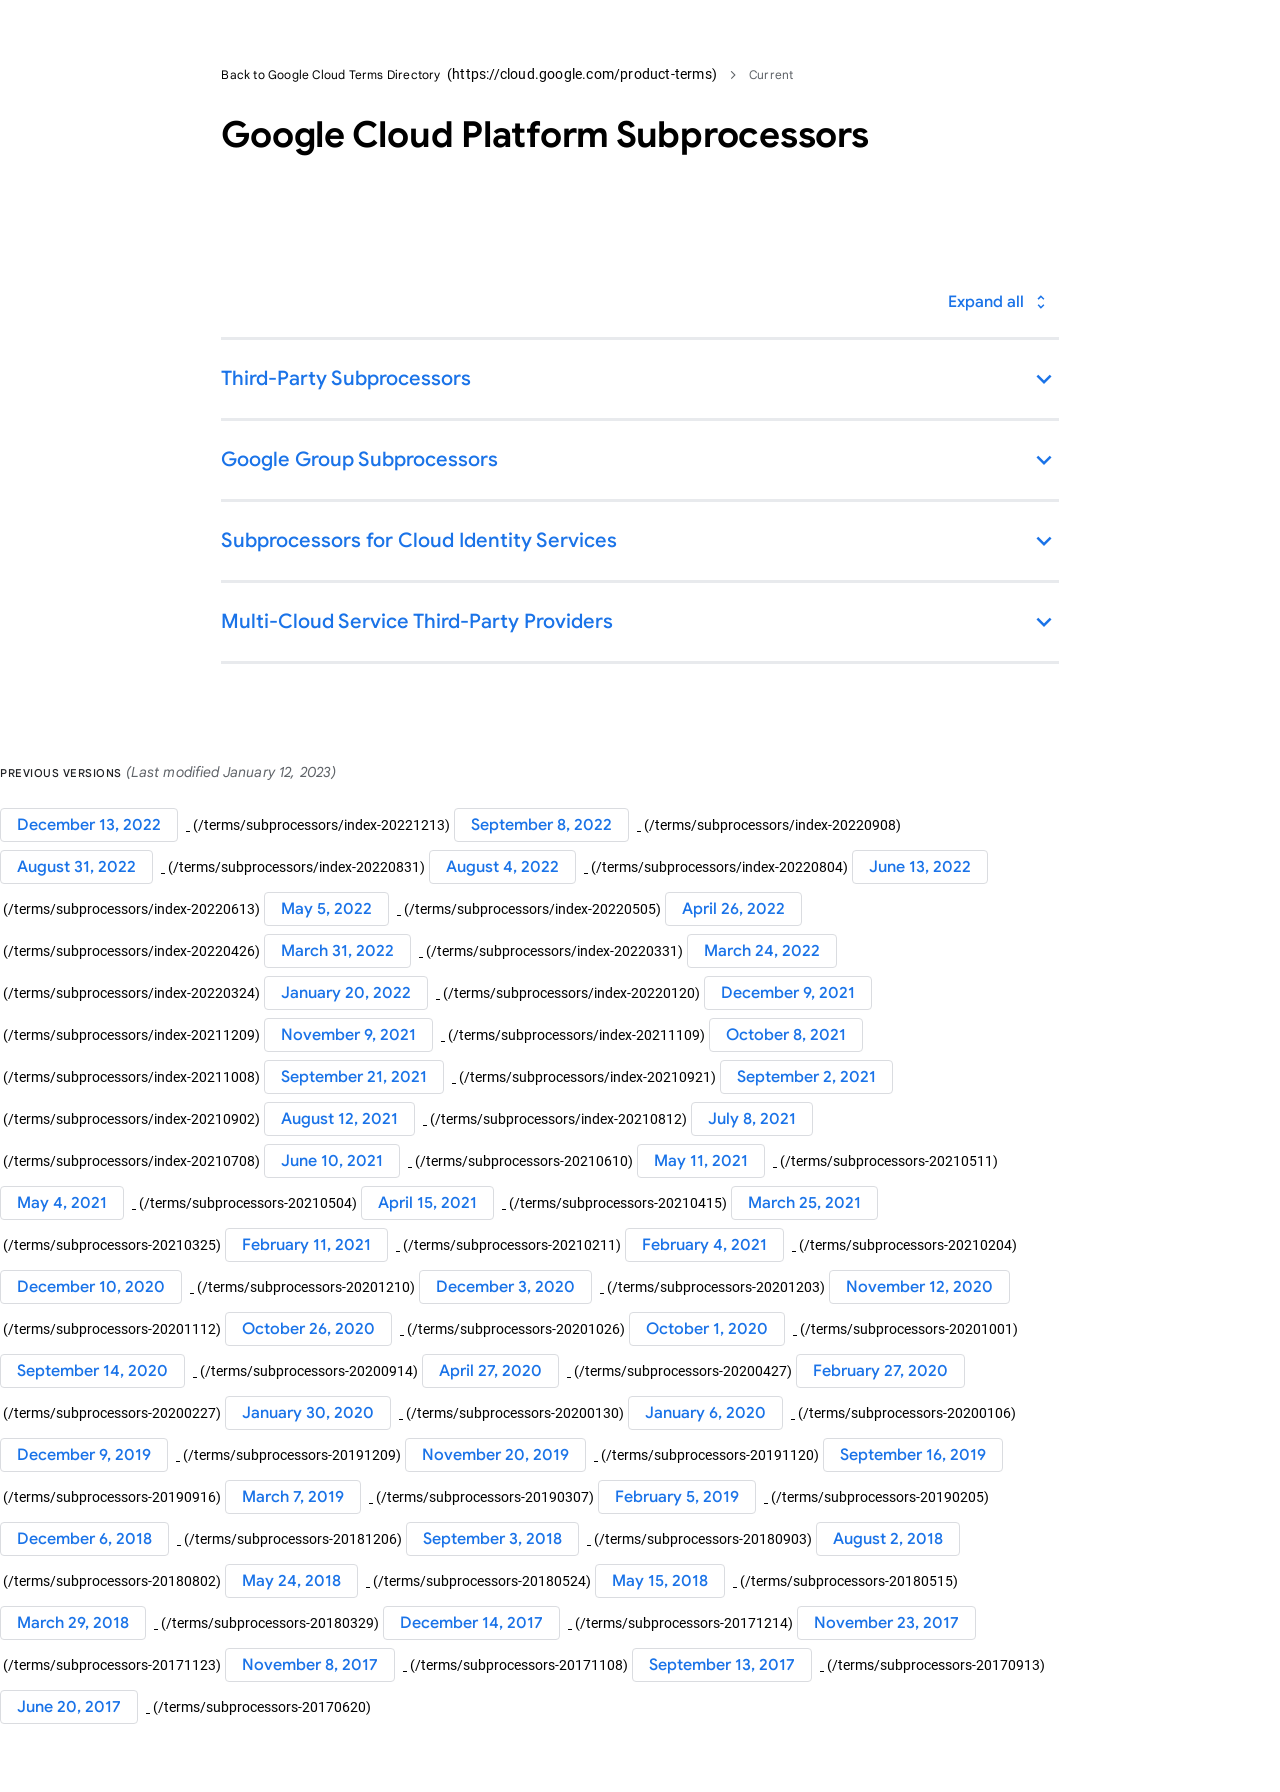 Back to Google Cloud Terms Directory (https://cloud.google.com/product-terms) > Current
Google Cloud Platform Subprocessors
Expand all
Third-Party Subprocessors
Google Group Subprocessors
Subprocessors for Cloud Identity Services
Multi-Cloud Service Third-Party Providers
PREVIOUS VERSIONS (Last modified January 12, 2023)
December 13, 2022 (/terms/subprocessors/index-20221213) September 8, 2022 (/terms/subprocessors/index-20220908)
August 31, 2022 (/terms/subprocessors/index-20220831) August 4, 2022 (/terms/subprocessors/index-20220804) June 13, 2022
(/terms/subprocessors/index-20220613) May 5, 2022 (/terms/subprocessors/index-20220505) April 26, 2022
(/terms/subprocessors/index-20220426) March 31, 2022 (/terms/subprocessors/index-20220331) March 24, 2022
(/terms/subprocessors/index-20220324) January 20, 2022 (/terms/subprocessors/index-20220120) December 9, 2021
(/terms/subprocessors/index-20211209) November 9, 2021 (/terms/subprocessors/index-20211109) October 8, 2021
(/terms/subprocessors/index-20211008) September 21, 2021 (/terms/subprocessors/index-20210921) September 2, 2021
(/terms/subprocessors/index-20210902) August 12, 2021 (/terms/subprocessors/index-20210812) July 8, 2021
(/terms/subprocessors/index-20210708) June 10, 2021 (/terms/subprocessors-20210610) May 11, 2021 (/terms/subprocessors-20210511)
May 4, 2021 (/terms/subprocessors-20210504) April 15, 2021 (/terms/subprocessors-20210415) March 25, 2021
(/terms/subprocessors-20210325) February 11, 2021 (/terms/subprocessors-20210211) February 4, 2021 (/terms/subprocessors-20210204)
December 10, 2020 (/terms/subprocessors-20201210) December 3, 2020 (/terms/subprocessors-20201203) November 12, 2020
(/terms/subprocessors-20201112) October 26, 2020 (/terms/subprocessors-20201026) October 1, 2020 (/terms/subprocessors-20201001)
September 14, 2020 (/terms/subprocessors-20200914) April 27, 2020 (/terms/subprocessors-20200427) February 27, 2020
(/terms/subprocessors-20200227) January 30, 2020 (/terms/subprocessors-20200130) January 6, 2020 (/terms/subprocessors-20200106)
December 9, 2019 (/terms/subprocessors-20191209) November 20, 2019 (/terms/subprocessors-20191120) September 16, 2019
(/terms/subprocessors-20190916) March 7, 2019 (/terms/subprocessors-20190307) February 5, 2019 (/terms/subprocessors-20190205)
December 6, 2018 (/terms/subprocessors-20181206) September 3, 2018 (/terms/subprocessors-20180903) August 2, 2018
(/terms/subprocessors-20180802) May 24, 2018 (/terms/subprocessors-20180524) May 15, 2018 (/terms/subprocessors-20180515)
March 29, 2018 (/terms/subprocessors-20180329) December 14, 2017 (/terms/subprocessors-20171214) November 23, 2017
(/terms/subprocessors-20171123) November 8, 2017 (/terms/subprocessors-20171108) September 13, 2017 (/terms/subprocessors-20170913)
June 20, 2017 (/terms/subprocessors-20170620)